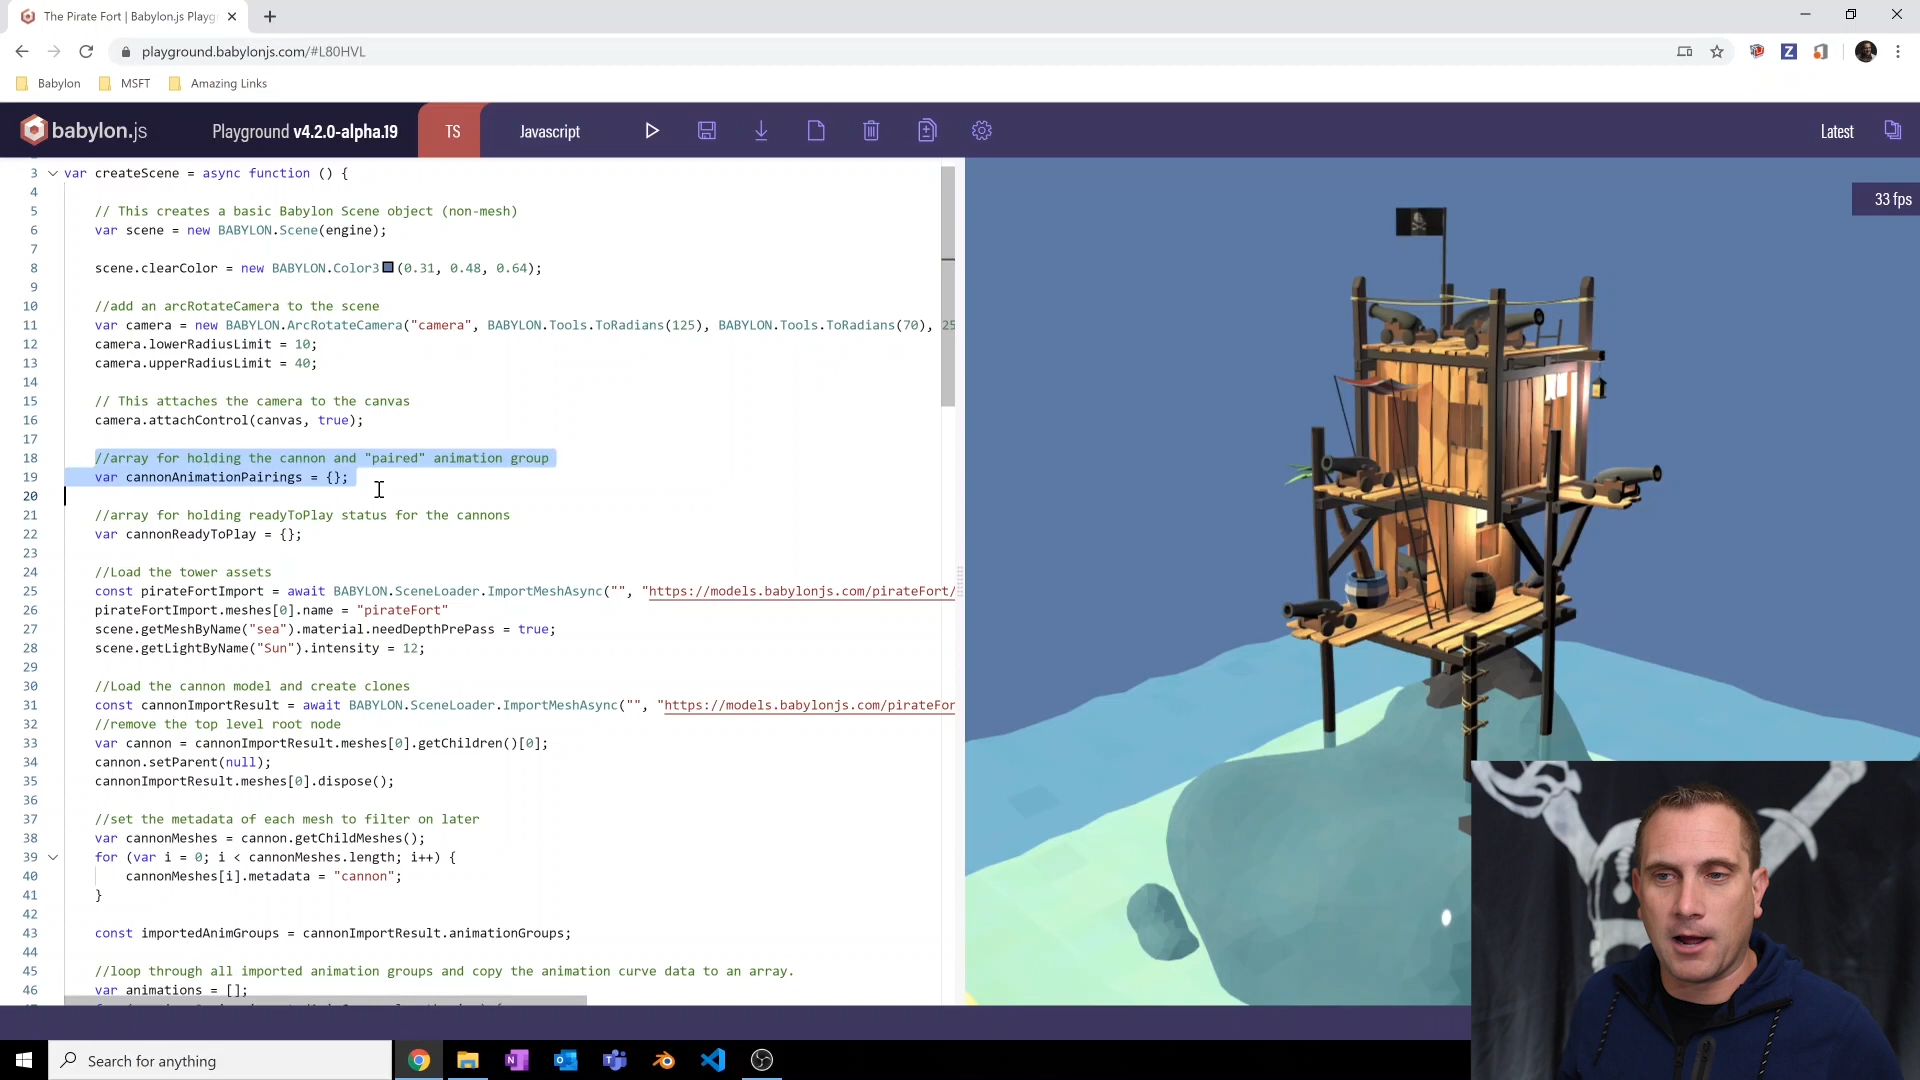 The Pirate Fort | Babylon.js Playg
playground.babylonjs.com/#L80HVL
Z
Babylon
MSFT
Amazing Links
babylon.js
Playground v4.2.0-alpha.19
TS
Javascript
Latest
33 fps
3 var createScene = async function () {
4
5 // This creates a basic Babylon Scene object (non-mesh)
6 var scene = new BABYLON.Scene(engine);
7
8 scene.clearColor = new BABYLON.Color3(0.31, 0.48, 0.64);
9
10 //add an arcRotateCamera to the scene
11 var camera = new BABYLON.ArcRotateCamera("camera", BABYLON.Tools.ToRadians(125), BABYLON.Tools.ToRadians(70), 25
12 camera.lowerRadiusLimit = 10;
13 camera.upperRadiusLimit = 40;
14
15 // This attaches the camera to the canvas
16 camera.attachControl(canvas, true);
17
18 //array for holding the cannon and "paired" animation group
19 var cannonAnimationPairings = {};
20
21 //array for holding readyToPlay status for the cannons
22 var cannonReadyToPlay = {};
23
24 //Load the tower assets
25 const pirateFortImport = await BABYLON.SceneLoader.ImportMeshAsync("", "https://models.babylonjs.com/pirateFort/
26 pirateFortImport.meshes[0].name = "pirateFort"
27 scene.getMeshByName("sea").material.needDepthPrePass = true;
28 scene.getLightByName("Sun").intensity = 12;
29
30 //Load the cannon model and create clones
31 const cannonImportResult = await BABYLON.SceneLoader.ImportMeshAsync("", "https://models.babylonjs.com/pirateFor
32 //remove the top level root node
33 var cannon = cannonImportResult.meshes[0].getChildren()[0];
34 cannon.setParent(null);
35 cannonImportResult.meshes[0].dispose();
36
37 //set the metadata of each mesh to filter on later
38 var cannonMeshes = cannon.getChildMeshes();
39 for (var i = 0; i < cannonMeshes.length; i++) {
40 cannonMeshes[i].metadata = "cannon";
41 }
42
43 const importedAnimGroups = cannonImportResult.animationGroups;
44
45 //loop through all imported animation groups and copy the animation curve data to an array.
46 var animations = [];
Search for anything